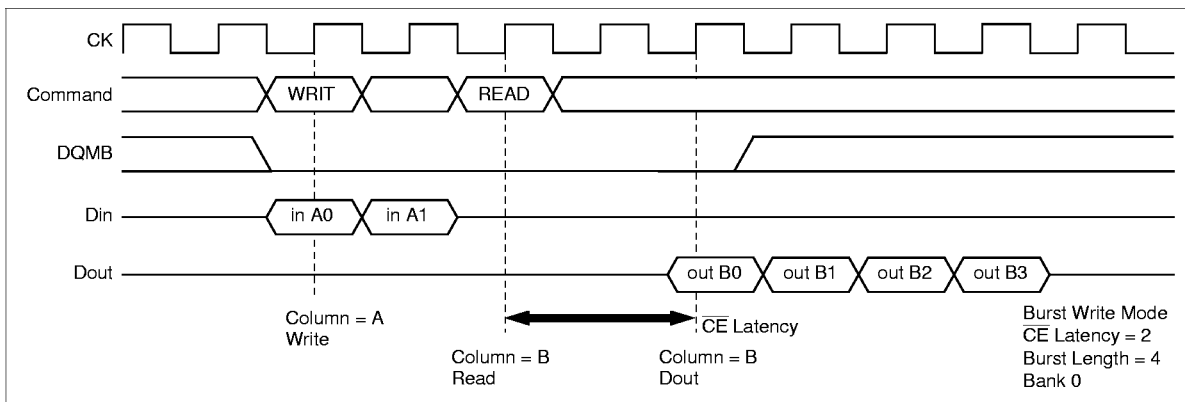 CK
Command
WRIT
READ
DQMB
Din
in A0
in A1
Dout
out B0
out B1
out B2
out B3
Column = A
Write
CE Latency
Column = B
Read
Column = B
Dout
Burst Write Mode
CE Latency = 2
Burst Length = 4
Bank 0